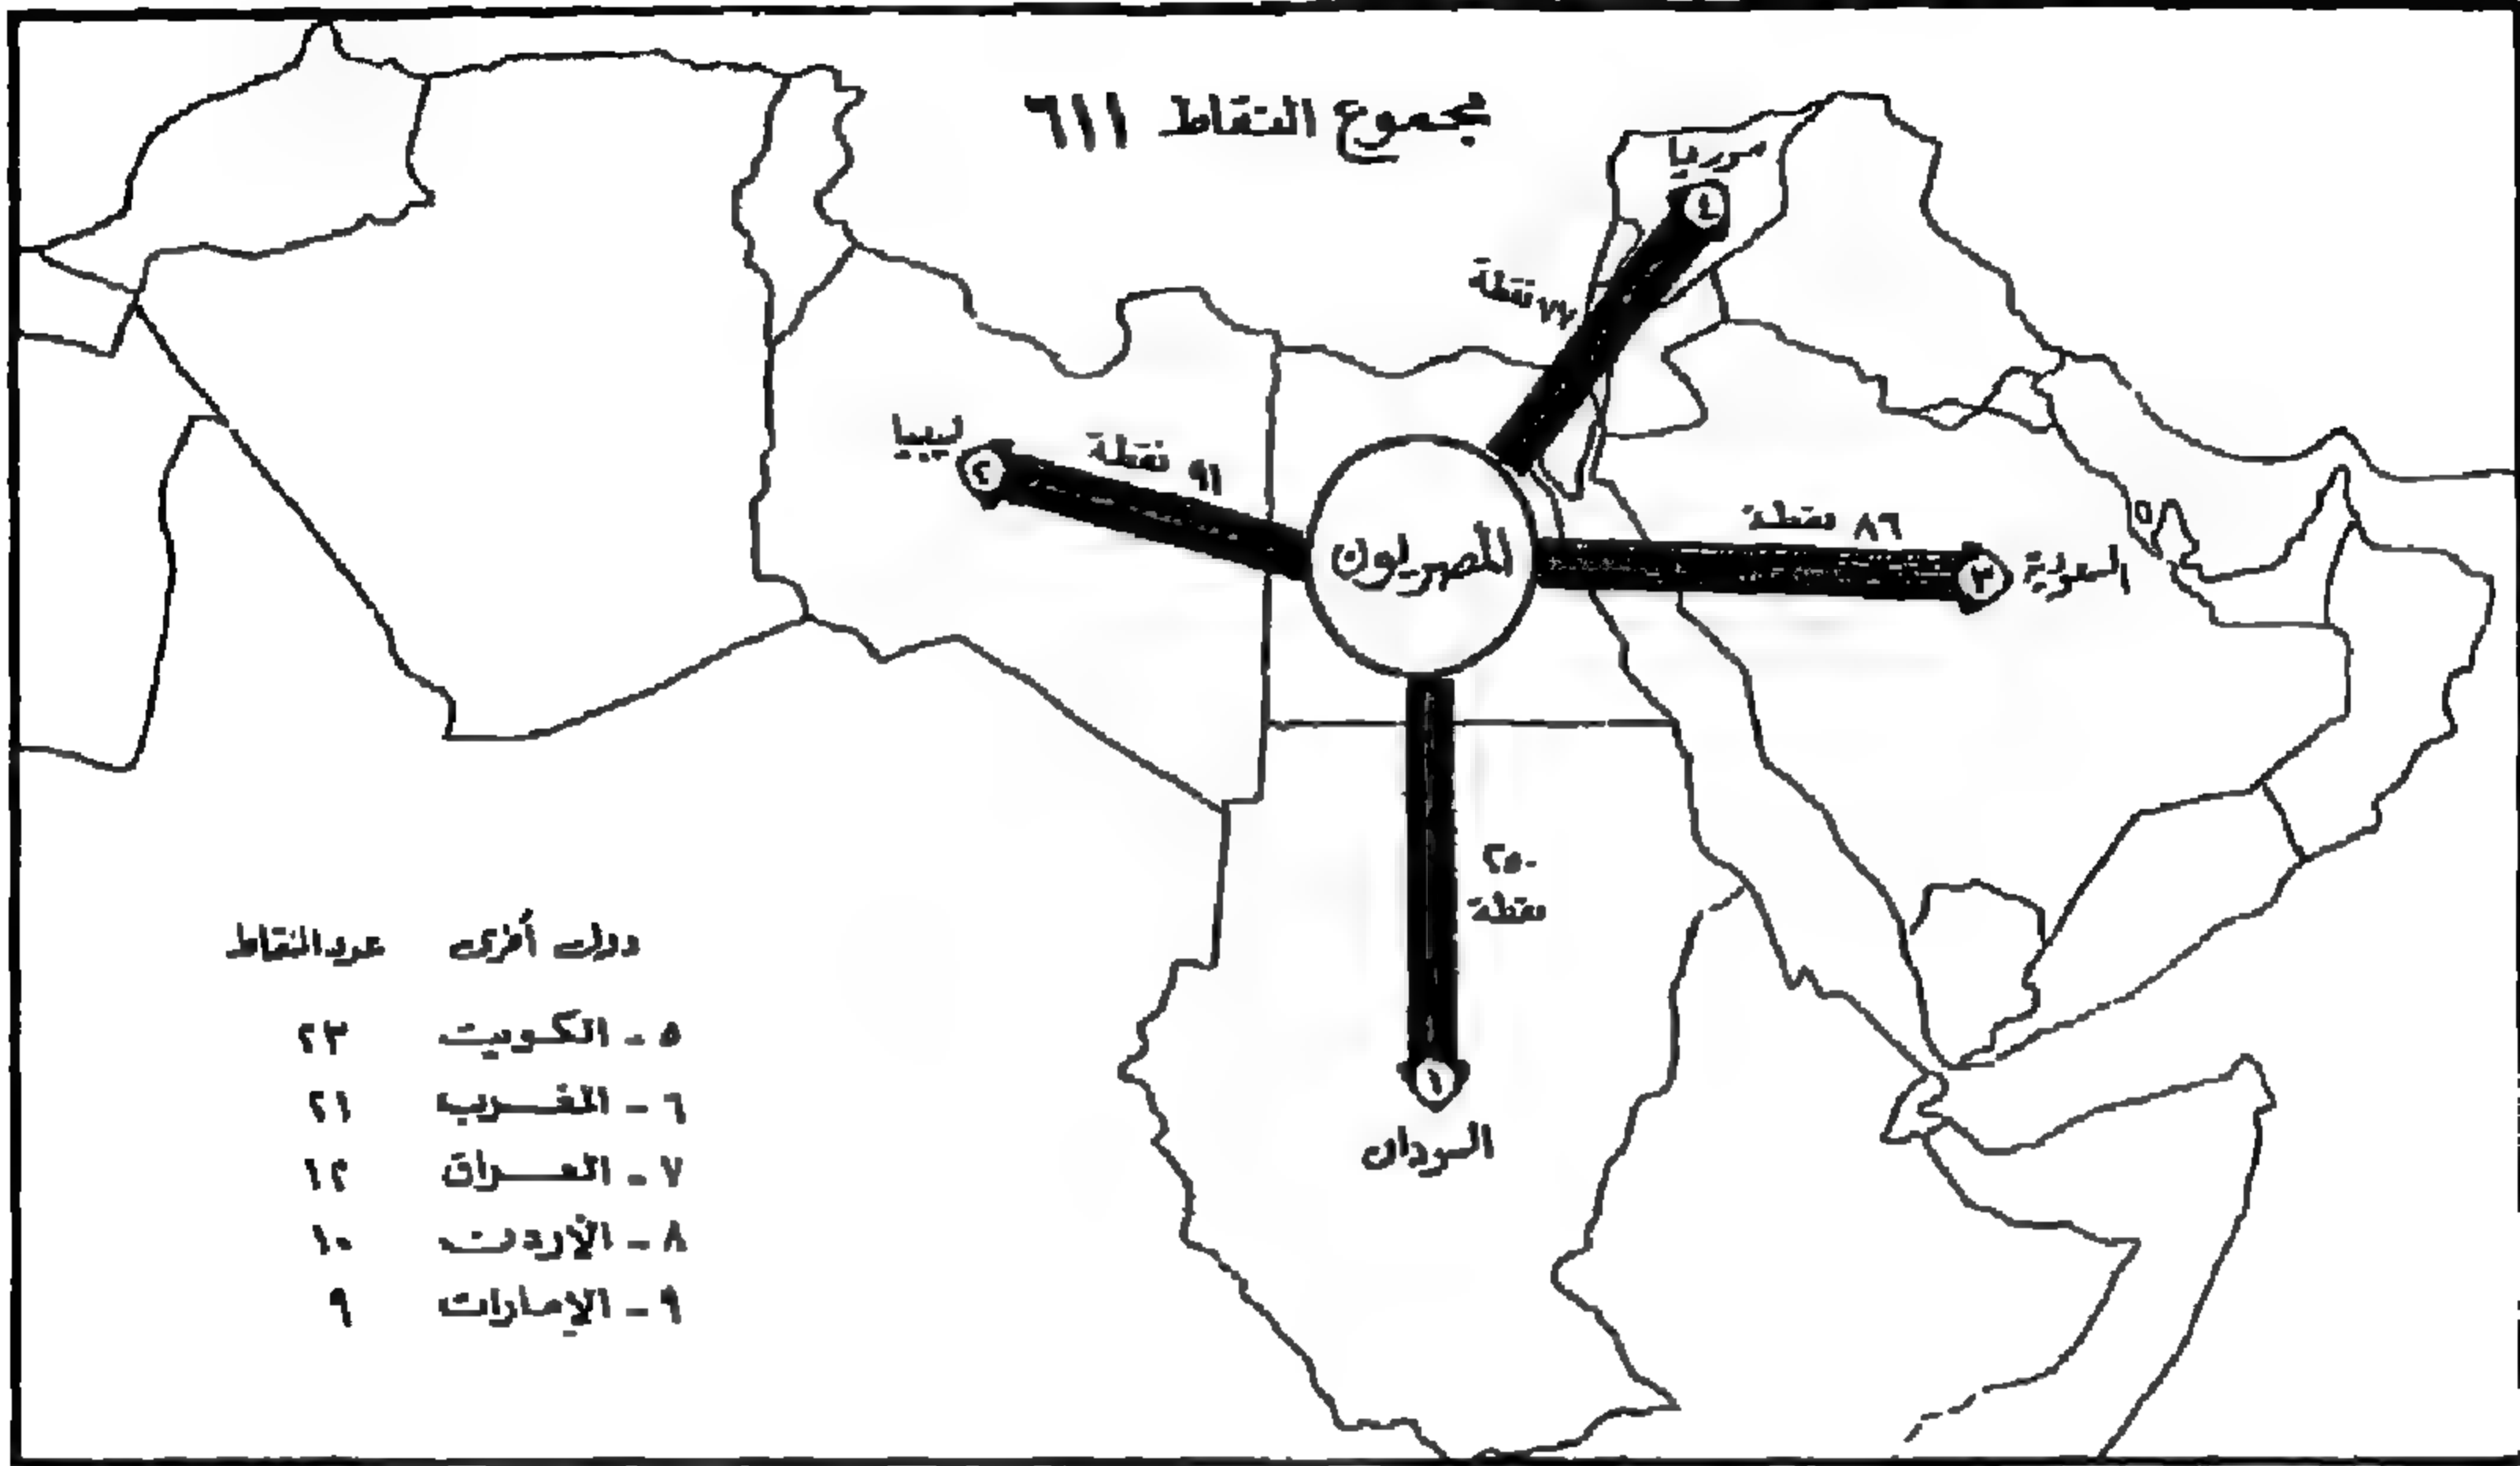 مجموع النقاط ٦١١
سوريا
٤
٧٧ نقطة
ليبيا
٢
٩١ نقطة
المصريون
٨٦ نقطة
٣
السعودية
٢٥٠
نقطة
١
السودان
دول أخرى عدد النقاط
٥ - الكويت ٢٣
٦ - المغرب ٢١
٧ - العراق ١٢
٨ - الأردن ١٠
٩ - الإمارات ٩